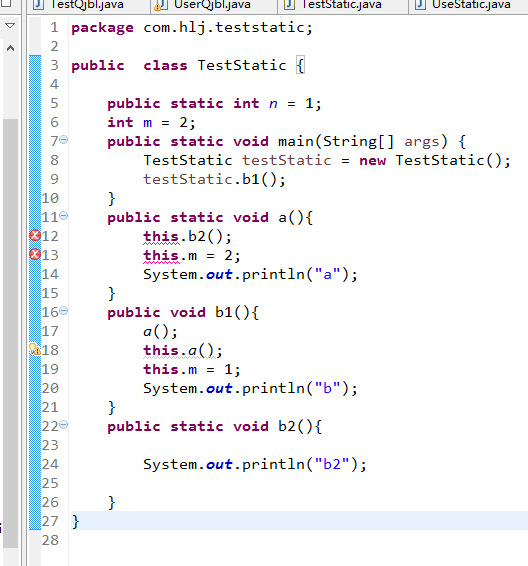 TestQjbl.java UserQjbl.java TestStatic.java UseStatic.java
1 package com.hlj.teststatic;
2
3 public  class TestStatic {
4
5     public static int n = 1;
6     int m = 2;
7     public static void main(String[] args) {
8         TestStatic testStatic = new TestStatic();
9         testStatic.b1();
10     }
11     public static void a(){
12         this.b2();
13         this.m = 2;
14         System.out.println("a");
15     }
16     public void b1(){
17         a();
18         this.a();
19         this.m = 1;
20         System.out.println("b");
21     }
22     public static void b2(){
23
24         System.out.println("b2");
25
26     }
27 }
28